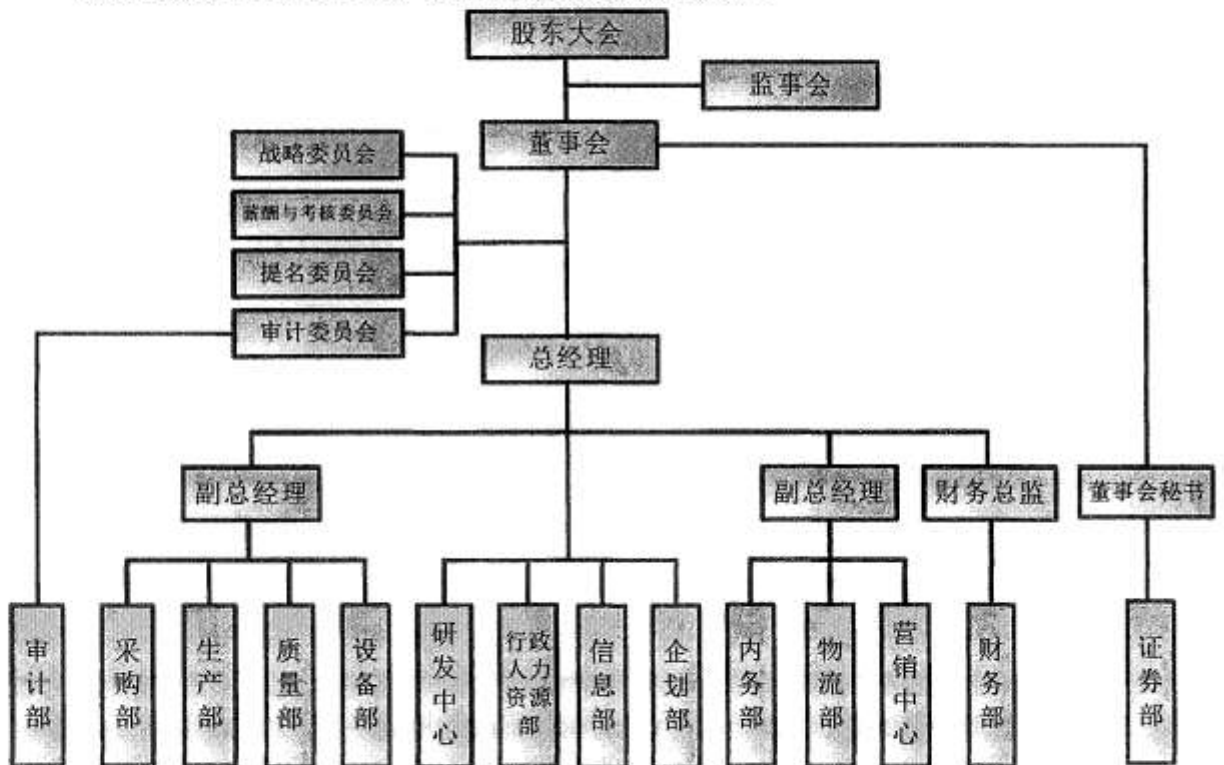 股东大会
监事会
董事会
战略委员会
薪酬与考核委员会
提名委员会
审计委员会
总经理
副总经理
副总经理
财务总监
董事会秘书
审计部
采购部
生产部
质量部
设备部
研发中心
行政人力资源部
信息部
企划部
内务部
物流部
营销中心
财务部
证券部